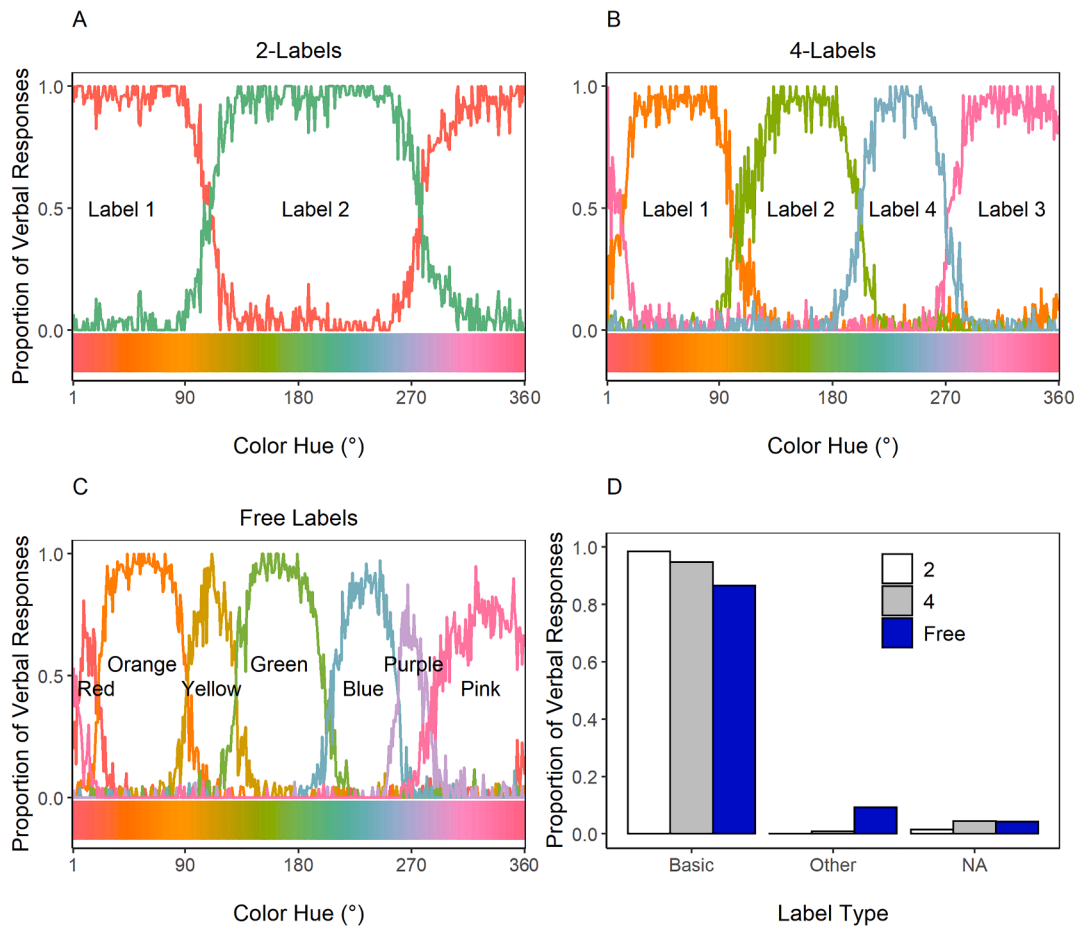 A
2-Labels
Proportion of Verbal Responses
1.0
0.5
0.0
Label 1
Label 2
1 90 180 270 360
Color Hue (°)
B
4-Labels
Proportion of Verbal Responses
1.0
0.5
0.0
Label 1
Label 2
Label 4
Label 3
1 90 180 270 360
Color Hue (°)
C
Free Labels
Proportion of Verbal Responses
1.0
0.5
0.0
Red
Orange
Yellow
Green
Blue
Purple
Pink
1 90 180 270 360
Color Hue (°)
D
Proportion of Verbal Responses
1.0
0.8
0.6
0.4
0.2
0.0
2
4
Free
Basic Other NA
Label Type